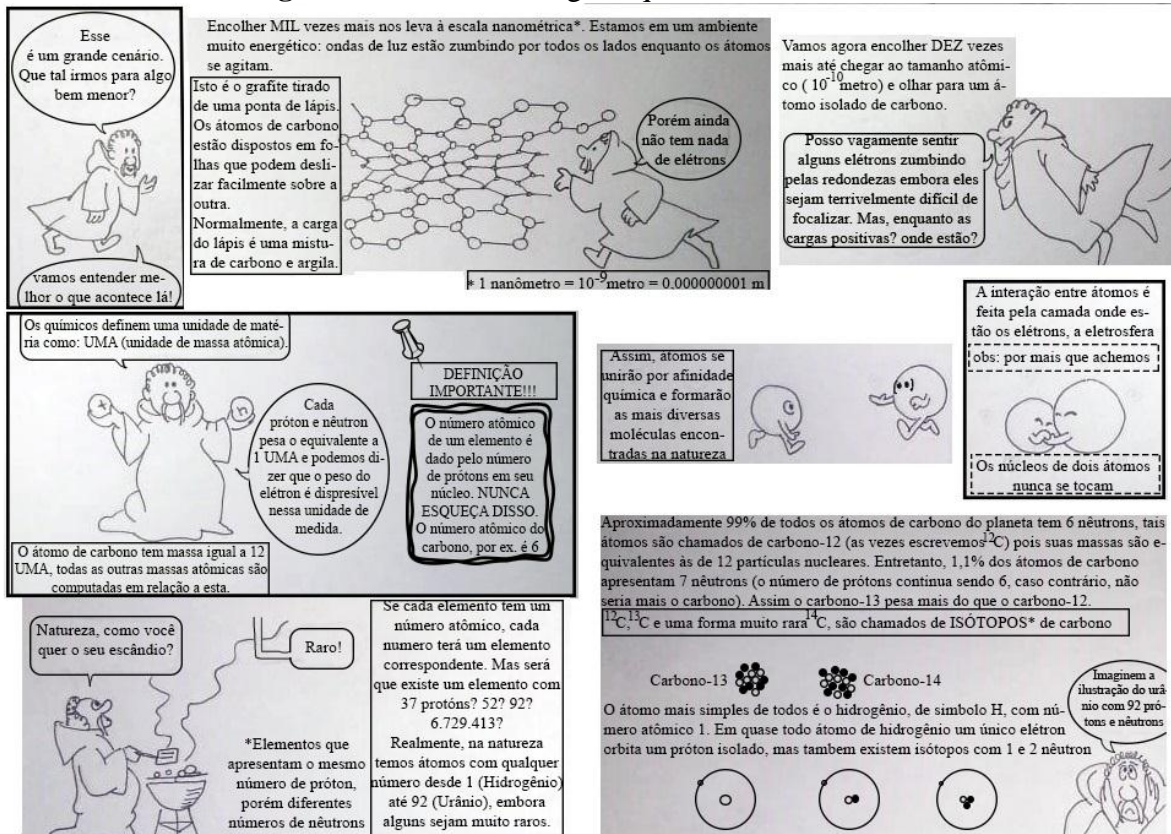 Esse
é um grande cenário.
Que tal irmos para algo
bem menor?
vamos entender me-
lhor o que acontece lá!
Encolher MIL vezes mais nos leva à escala nanométrica*. Estamos em um ambiente
muito energético: ondas de luz estão zumbindo por todos os lados enquanto os átomos
se agitam.
Isto é o grafite tirado
de uma ponta de lápis.
Os átomos de carbono
estão dispostos em fo-
lhas que podem desli-
zar facilmente sobre a
outra.
Normalmente, a carga
do lápis é uma mistu-
ra de carbono e argila.
Porém ainda
não tem nada
de elétrons
* 1 nanômetro = 10⁻⁹ metro = 0,000000001 m
Vamos agora encolher DEZ vezes
mais até chegar ao tamanho atômi-
co ( 10⁻¹⁰ metro) e olhar para um á-
tomo isolado de carbono.
Posso vagamente sentir
alguns elétrons zumbindo
pelas redondezas embora eles
sejam terrivelmente difícil de
focalizar. Mas, enquanto as
cargas positivas? onde estão?
Os químicos definem uma unidade de maté-
ria como: UMA (unidade de massa atômica).
+
n
Cada
próton e nêutron
pesa o equivalente a
1 UMA e podemos di-
zer que o peso do
elétron é dispresível
nessa unidade de
medida.
O átomo de carbono tem massa igual a 12
UMA, todas as outras massas atômicas são
computadas em relação a esta.
DEFINIÇÃO
IMPORTANTE!!!
O número atômico
de um elemento é
dado pelo número
de prótons em seu
núcleo. NUNCA
ESQUEÇA DISSO.
O número atômico do
carbono, por ex. é 6
Assim, átomos se
unirão por afinidade
química e formarão
as mais diversas
moléculas encon-
tradas na natureza
A interação entre átomos é
feita pela camada onde es-
tão os elétrons, a eletrosfera
obs: por mais que achemos
Os núcleos de dois átomos
nunca se tocam
Natureza, como você
quer o seu escândio?
Raro!
*Elementos que
apresentam o mesmo
número de próton,
porém diferentes
números de nêutrons
Se cada elemento tem um
número atômico, cada
numero terá um elemento
correspondente. Mas será
que existe um elemento com
37 protóns? 52? 92?
6.729.413?
Realmente, na natureza
temos átomos com qualquer
número desde 1 (Hidrogênio)
até 92 (Urânio), embora
alguns sejam muito raros.
Aproximadamente 99% de todos os átomos de carbono do planeta tem 6 nêutrons, tais
átomos são chamados de carbono-12 (as vezes escrevemos ¹²C) pois suas massas são e-
quivalentes às de 12 partículas nucleares. Entretanto, 1,1% dos átomos de carbono
apresentam 7 nêutrons (o número de prótons continua sendo 6, caso contrário, não
seria mais o carbono). Assim o carbono-13 pesa mais do que o carbono-12.
¹²C, ¹³C e uma forma muito rara ¹⁴C, são chamados de ISÓTOPOS* de carbono
Carbono-13
Carbono-14
O átomo mais simples de todos é o hidrogênio, de simbolo H, com nú-
mero atômico 1. Em quase todo átomo de hidrogênio um único elétron
orbita um próton isolado, mas tambem existem isótopos com 1 e 2 nêutron
Imaginem a
ilustração do urâ-
nio com 92 pró-
tons e nêutrons